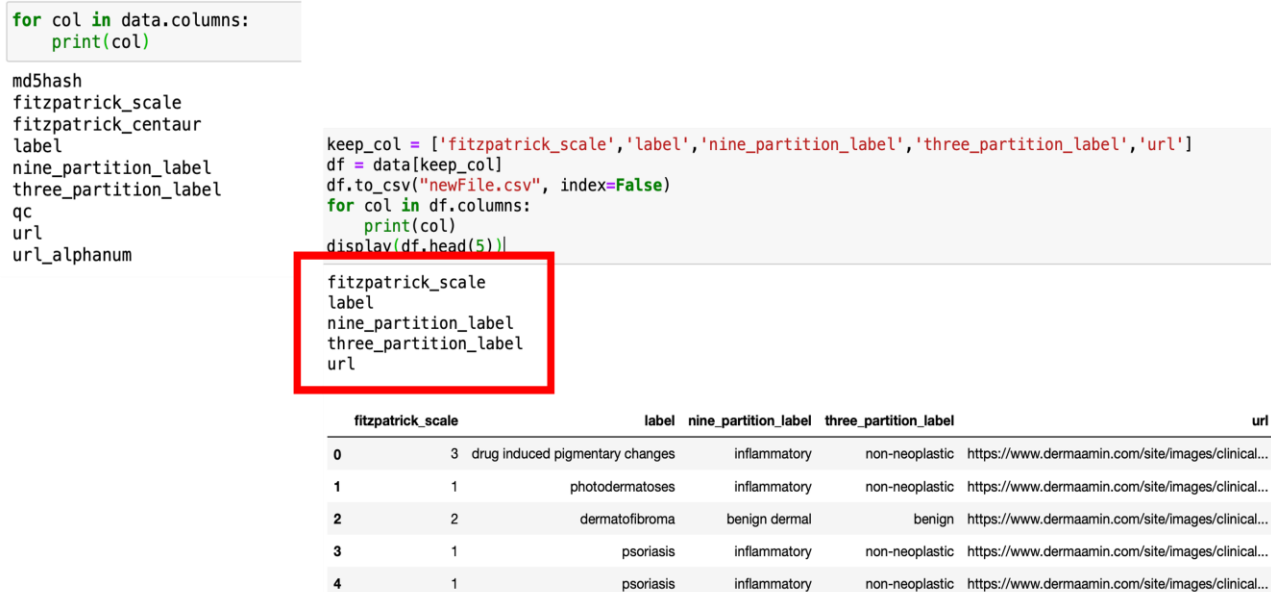 for col in data.columns:
    print(col)
md5hash
fitzpatrick_scale
fitzpatrick_centaur
label
nine_partition_label
three_partition_label
qc
url
url_alphanum
keep_col = ['fitzpatrick_scale','label','nine_partition_label','three_partition_label','url']
df = data[keep_col]
df.to_csv("newFile.csv", index=False)
for col in df.columns:
    print(col)
display(df.head(5))
fitzpatrick_scale
label
nine_partition_label
three_partition_label
url
fitzpatrick_scale label nine_partition_label three_partition_label url
0 3 drug induced pigmentary changes inflammatory non-neoplastic https://www.dermaamin.com/site/images/clinical...
1 1 photodermatoses inflammatory non-neoplastic https://www.dermaamin.com/site/images/clinical...
2 2 dermatofibroma benign dermal benign https://www.dermaamin.com/site/images/clinical...
3 1 psoriasis inflammatory non-neoplastic https://www.dermaamin.com/site/images/clinical...
4 1 psoriasis inflammatory non-neoplastic https://www.dermaamin.com/site/images/clinical...